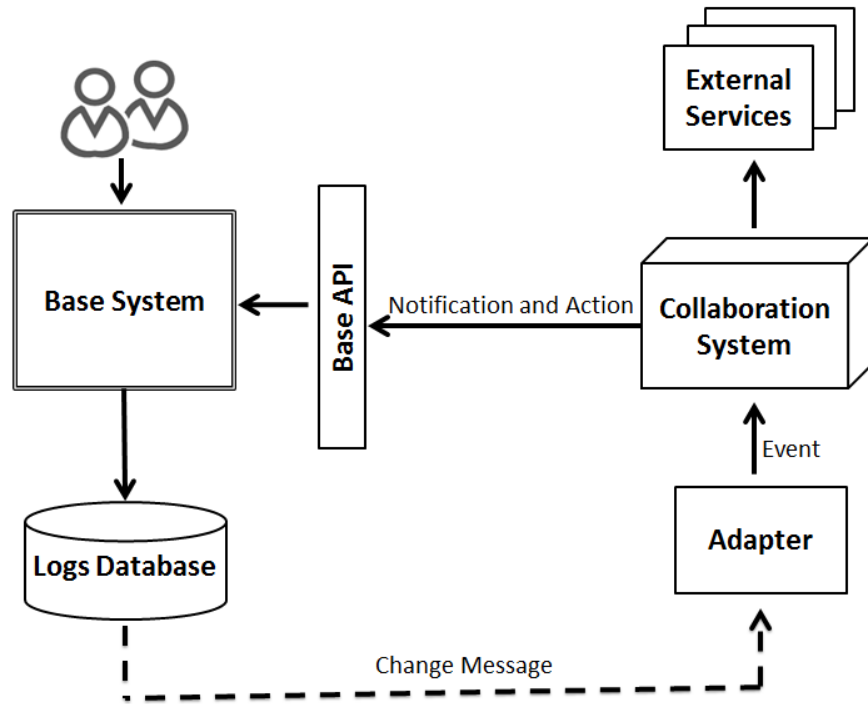 External
Services
Base System
Base API
Notification and Action
Collaboration
System
Event
Logs Database
Adapter
Change Message